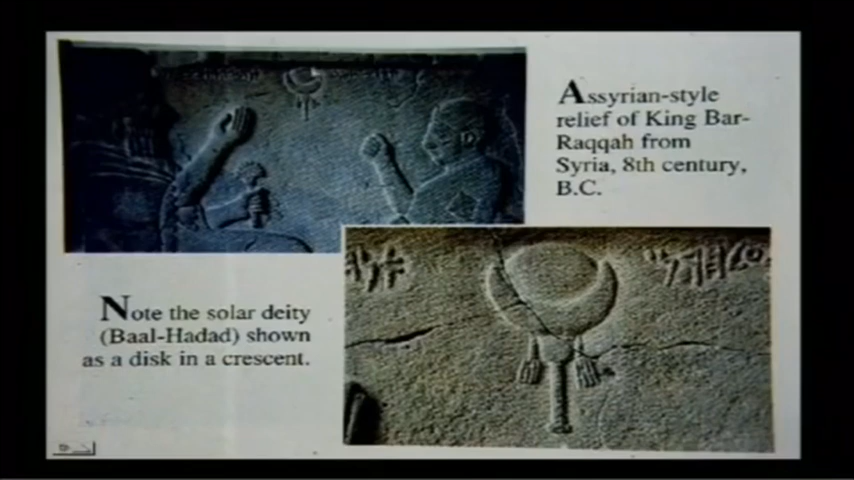 Assyrian-style
relief of King Bar-
Raqqah from
Syria, 8th century,
B.C.
Note the solar deity
(Baal-Hadad) shown
as a disk in a crescent.